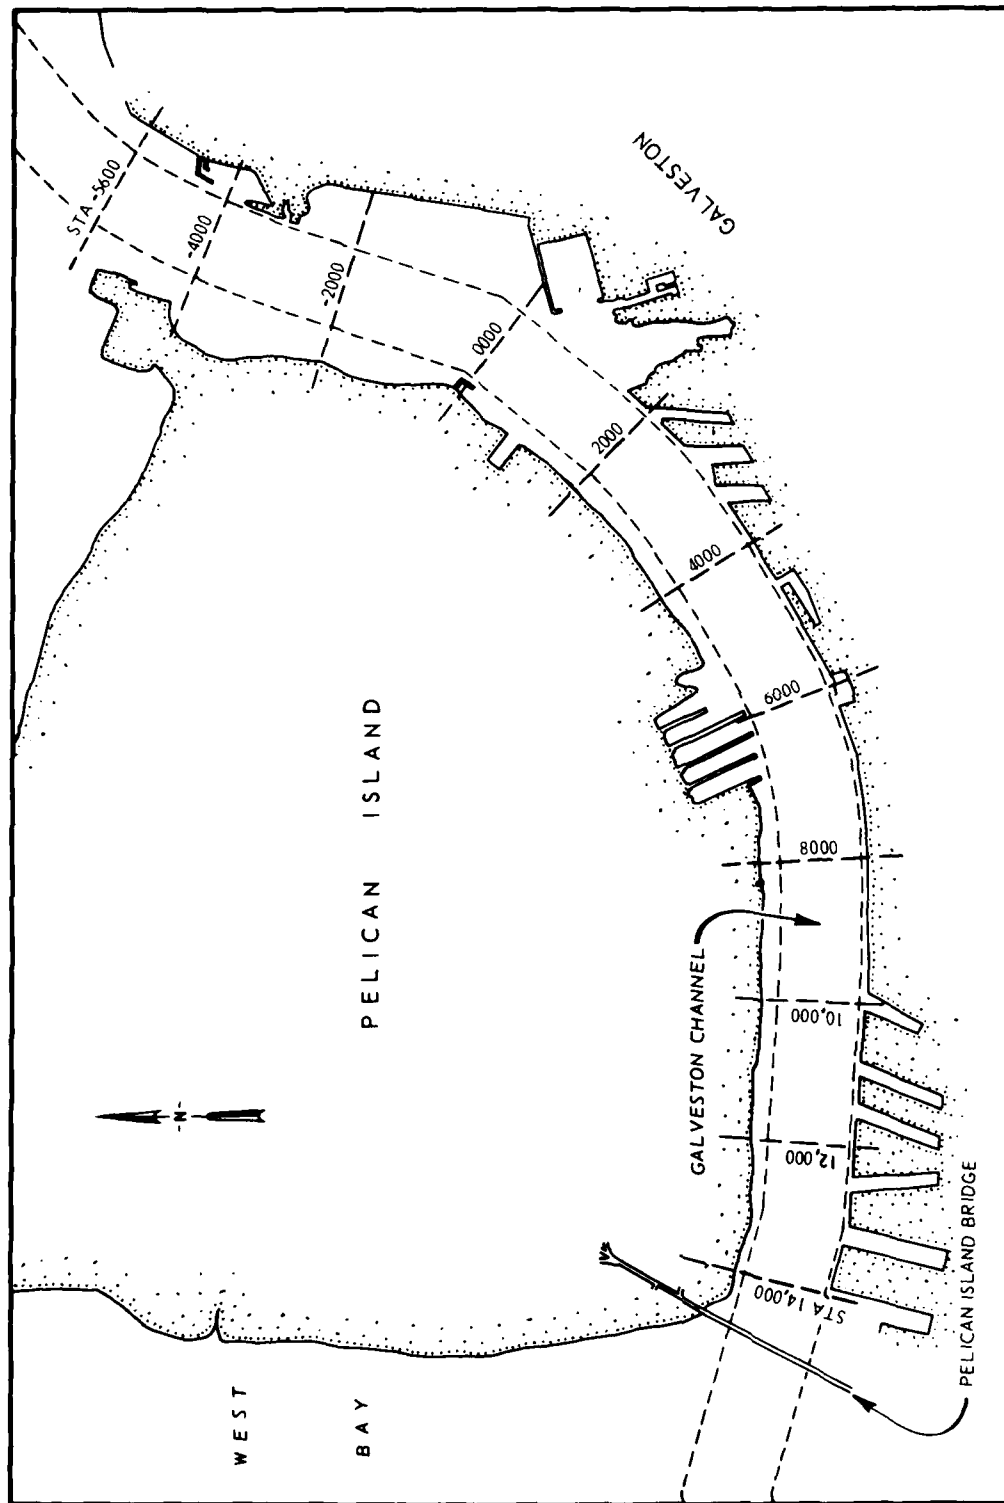 STA -5600
-4000
-2000
0000
2000
4000
6000
8000
10,000
12,000
STA 14,000
GALVESTON
PELICAN ISLAND
GALVESTON CHANNEL
-N-
WEST
BAY
PELICAN ISLAND BRIDGE